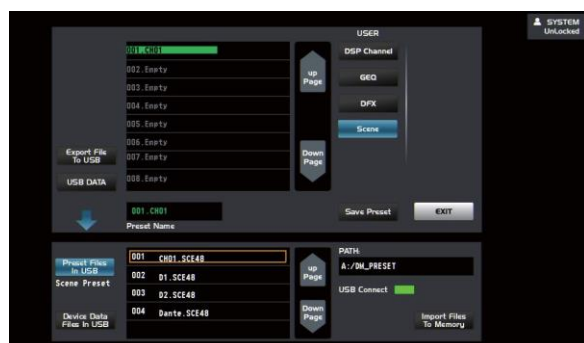 SYSTEM
UnLocked
USER
001.CH01
002.Empty
003.Empty
004.Empty
005.Empty
006.Empty
007.Empty
008.Empty
up
Page
Down
Page
DSP Channel
GEQ
DFX
Scene
Export File
To USB
USB DATA
001.CH01
Preset Name
Save Preset
EXIT
Preset Files
In USB
Scene Preset
Device Data
Files In USB
001 CH01.SCE48
002 D1.SCE48
003 D2.SCE48
004 Dante.SCE48
up
Page
Down
Page
PATH:
A:/DM_PRESET
USB Connect
Import Files
To Memory